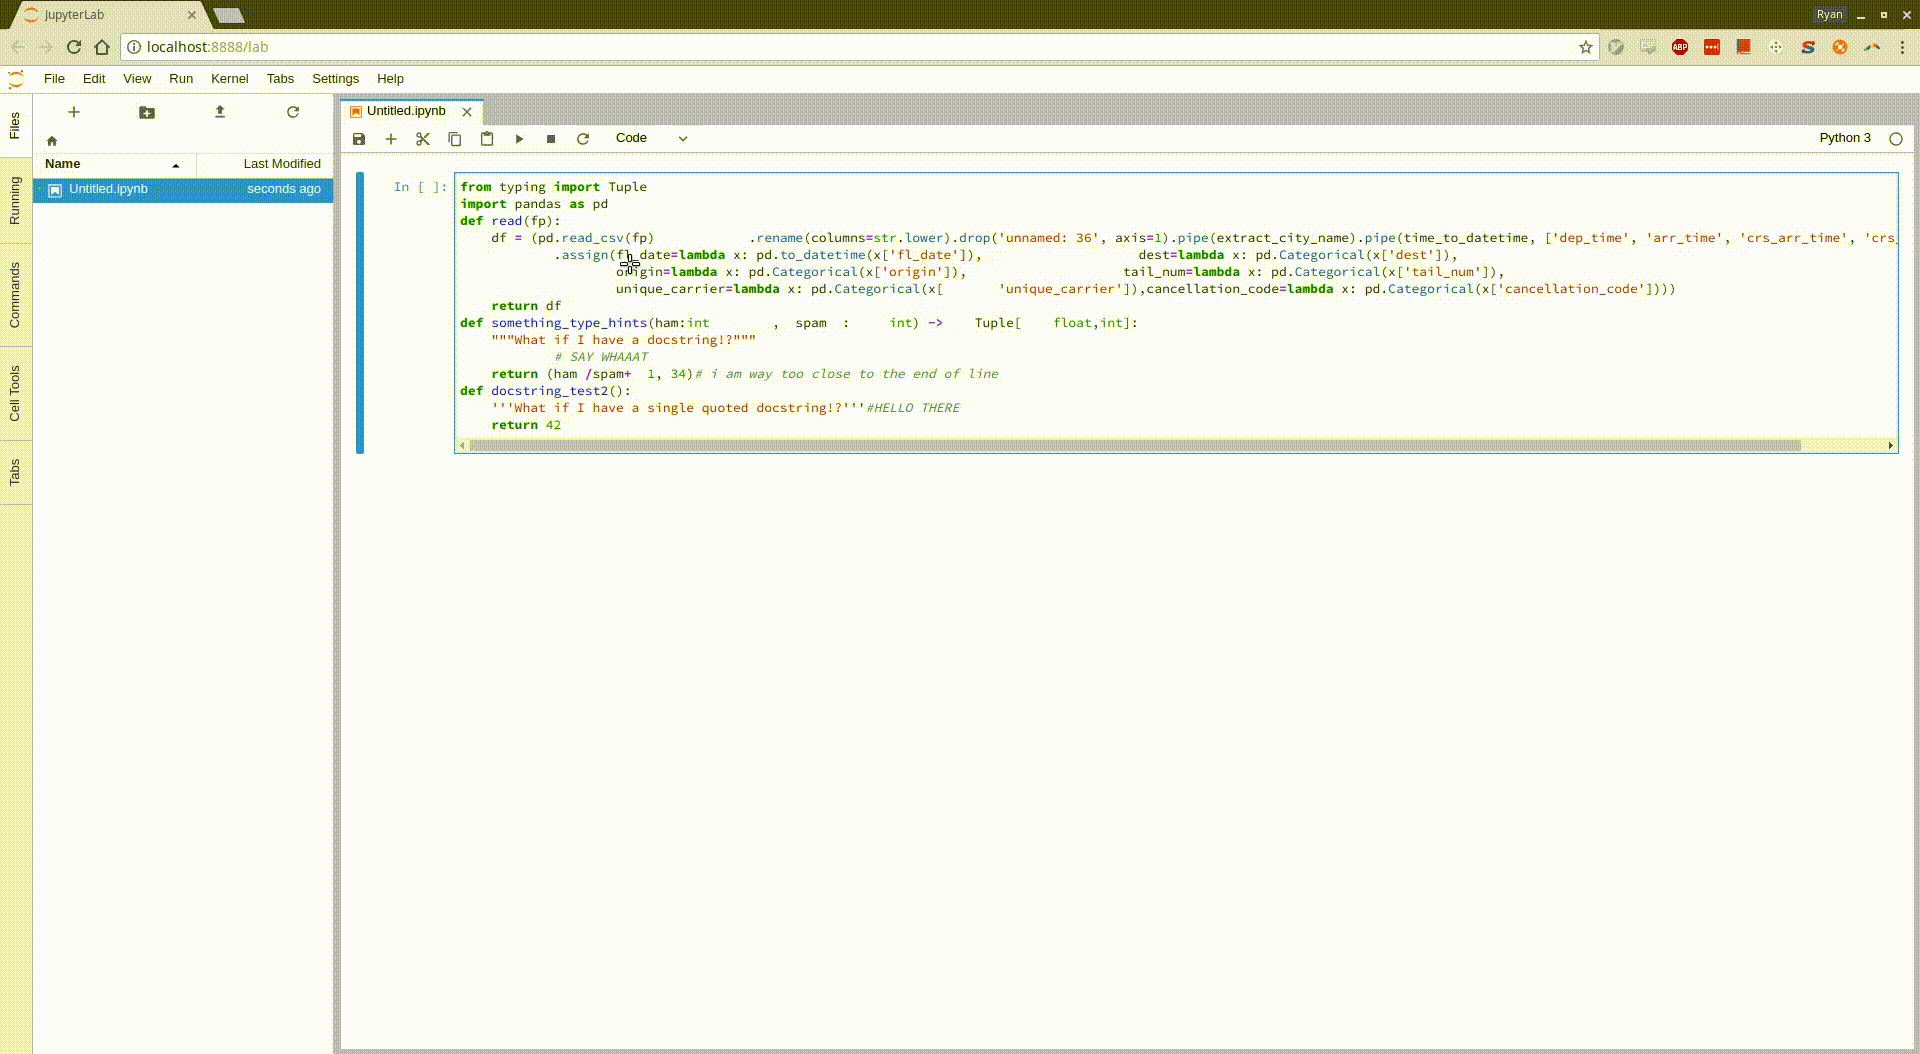 JupyterLab
Ryan
localhost:8888/lab
ABP
File Edit View Run Kernel Tabs Settings Help
Files
Running
Commands
Cell Tools
Tabs
Name Last Modified
Untitled.ipynb seconds ago
Untitled.ipynb
Code
Python 3
In [ ]:
from typing import Tuple
import pandas as pd
def read(fp):
    df = (pd.read_csv(fp)            .rename(columns=str.lower).drop('unnamed: 36', axis=1).pipe(extract_city_name).pipe(time_to_datetime, ['dep_time', 'arr_time', 'crs_arr_time', 'crs_
            .assign(fl_date=lambda x: pd.to_datetime(x['fl_date']),                    dest=lambda x: pd.Categorical(x['dest']),
                    origin=lambda x: pd.Categorical(x['origin']),                    tail_num=lambda x: pd.Categorical(x['tail_num']),
                    unique_carrier=lambda x: pd.Categorical(x[       'unique_carrier']),cancellation_code=lambda x: pd.Categorical(x['cancellation_code'])))
    return df
def something_type_hints(ham:int        ,  spam  :     int) ->    Tuple[    float,int]:
    """What if I have a docstring!?"""
            # SAY WHAAAT
    return (ham /spam+  1, 34)# i am way too close to the end of line
def docstring_test2():
    '''What if I have a single quoted docstring!?'''#HELLO THERE
    return 42